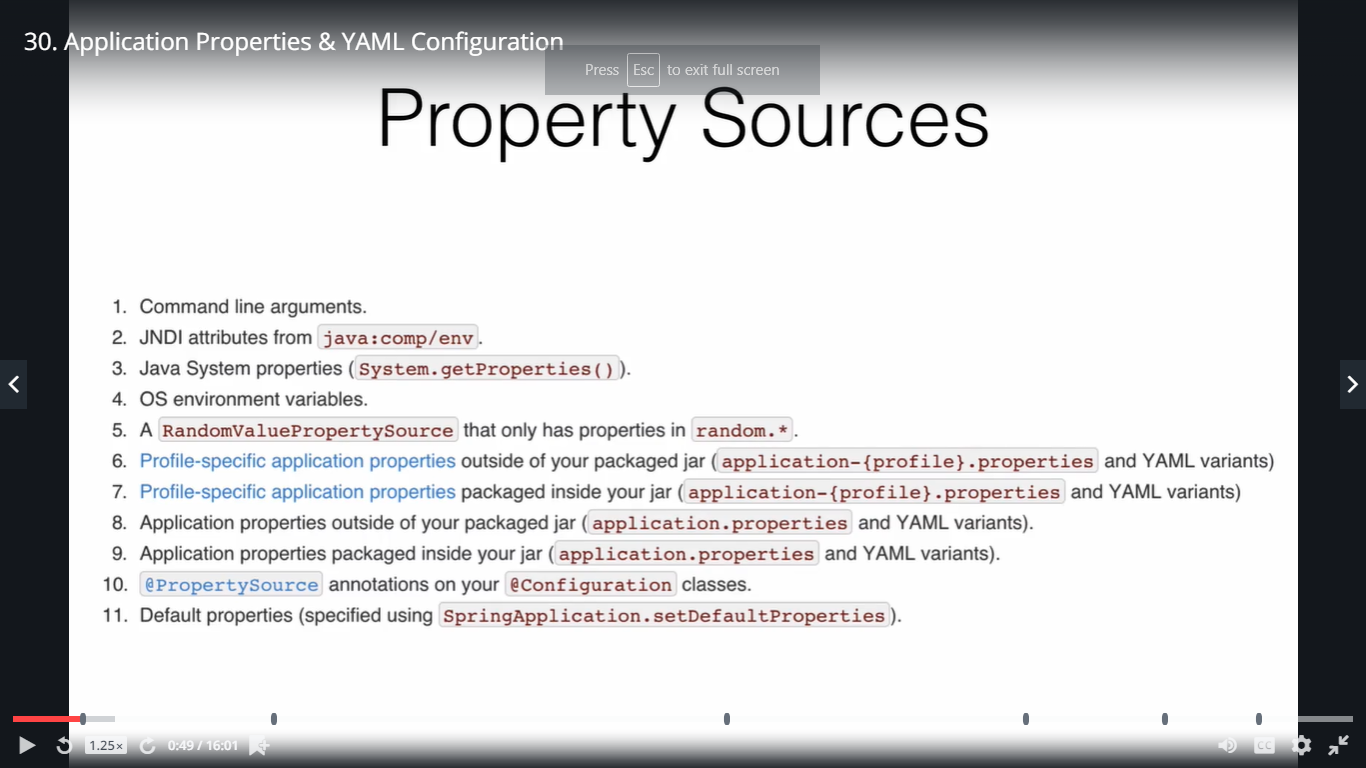 30. Application Properties & YAML Configuration
Press Esc to exit full screen
Property Sources
1. Command line arguments.
2. JNDI attributes from java:comp/env.
3. Java System properties (System.getProperties()).
4. OS environment variables.
5. A RandomValuePropertySource that only has properties in random.*.
6. Profile-specific application properties outside of your packaged jar (application-{profile}.properties and YAML variants)
7. Profile-specific application properties packaged inside your jar (application-{profile}.properties and YAML variants)
8. Application properties outside of your packaged jar (application.properties and YAML variants).
9. Application properties packaged inside your jar (application.properties and YAML variants).
10. @PropertySource annotations on your @Configuration classes.
11. Default properties (specified using SpringApplication.setDefaultProperties).
1.25× 0:49 / 16:01 CC